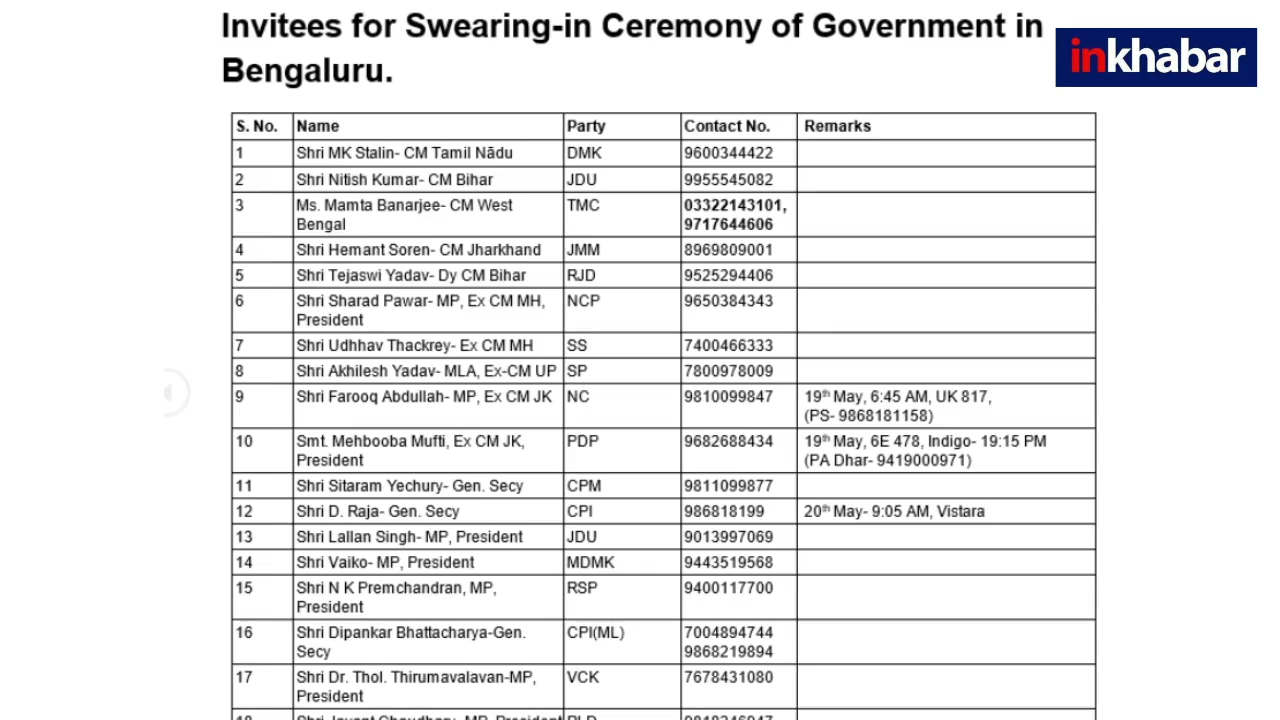 Invitees for Swearing-in Ceremony of Government in
Bengaluru.
inkhabar
S. No. Name Party Contact No. Remarks
1 Shri MK Stalin- CM Tamil Nādu DMK 9600344422
2 Shri Nitish Kumar- CM Bihar JDU 9955545082
3 Ms. Mamta Banarjee- CM West TMC 03322143101,
Bengal 9717644606
4 Shri Hemant Soren- CM Jharkhand JMM 8969809001
5 Shri Tejaswi Yadav- Dy CM Bihar RJD 9525294406
6 Shri Sharad Pawar- MP, Ex CM MH, NCP 9650384343
President
7 Shri Udhhav Thackrey- Ex CM MH SS 7400466333
8 Shri Akhilesh Yadav- MLA, Ex-CM UP SP 7800978009
9 Shri Farooq Abdullah- MP, Ex CM JK NC 9810099847 19th May, 6:45 AM, UK 817,
(PS- 9868181158)
10 Smt. Mehbooba Mufti, Ex CM JK, PDP 9682688434 19th May, 6E 478, Indigo- 19:15 PM
President (PA Dhar- 9419000971)
11 Shri Sitaram Yechury- Gen. Secy CPM 9811099877
12 Shri D. Raja- Gen. Secy CPI 986818199 20th May- 9:05 AM, Vistara
13 Shri Lallan Singh- MP, President JDU 9013997069
14 Shri Vaiko- MP, President MDMK 9443519568
15 Shri N K Premchandran, MP, RSP 9400117700
President
16 Shri Dipankar Bhattacharya-Gen. CPI(ML) 7004894744
Secy 9868219894
17 Shri Dr. Thol. Thirumavalavan-MP, VCK 7678431080
President